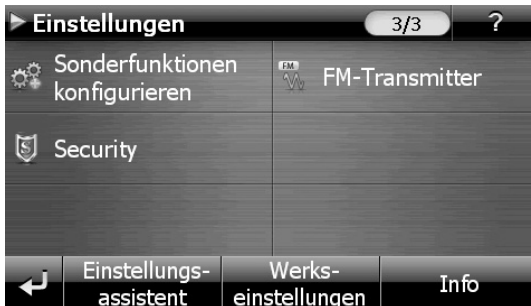 Einstellungen 3/3 ?
Sonderfunktionen
konfigurieren
FM
FM-Transmitter
S Security
Einstellungs-
assistent
Werks-
einstellungen
Info